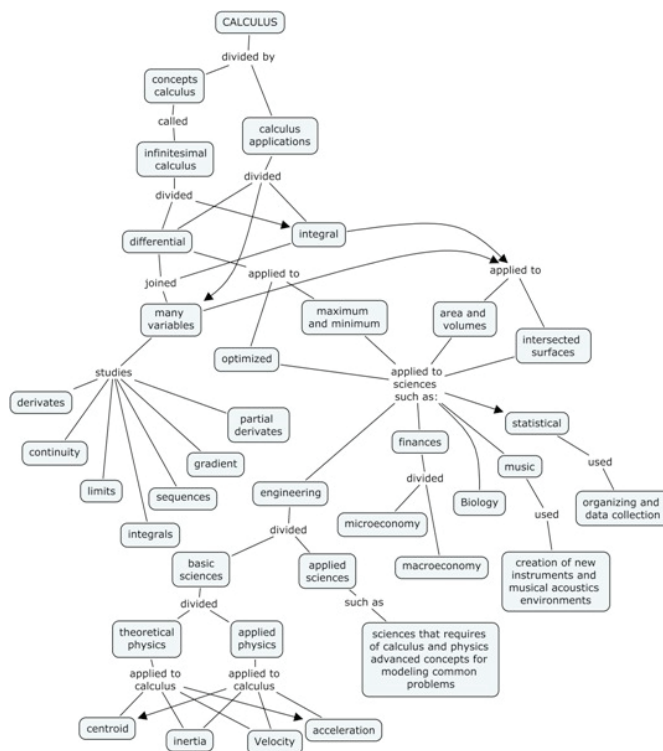 CALCULUS
divided by
concepts
calculus
called
calculus
applications
infinitesimal
calculus
divided
divided
differential
integral
joined
applied to
applied to
many
variables
maximum
and minimum
area and
volumes
intersected
surfaces
optimized
studies
applied to
sciences
such as:
derivates
partial
derivates
continuity
gradient
limits
sequences
integrals
statistical
finances
used
music
engineering
divided
Biology
organizing and
data collection
microeconomy
used
divided
macroeconomy
basic
sciences
applied
sciences
creation of new
instruments and
musical acoustics
environments
divided
such as
theoretical
physics
applied
physics
sciences that requires
of calculus and physics
advanced concepts for
modeling common
problems
applied to
calculus
applied to
calculus
centroid
inertia
Velocity
acceleration